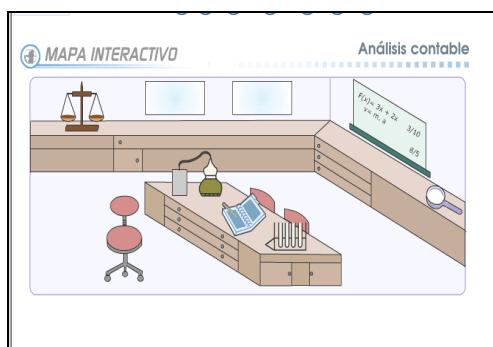 MAPA INTERACTIVO
Análisis contable
F(x)= 3x + 2x
v= m. a
3/10
8/5